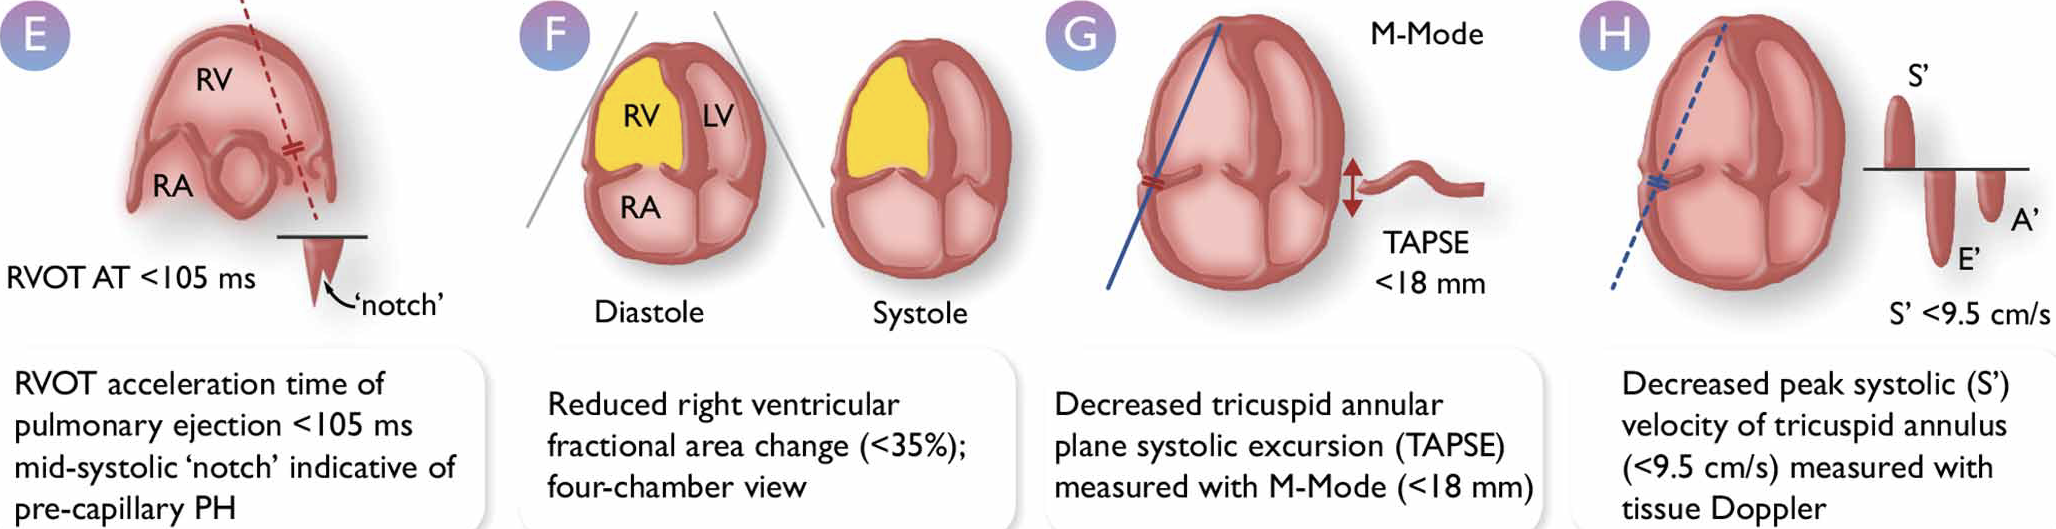 E
RV
RA
RVOT AT <105 ms
‘notch’
RVOT acceleration time of
pulmonary ejection <105 ms
mid-systolic ‘notch’ indicative of
pre-capillary PH
F
RV
LV
RA
Diastole
Systole
Reduced right ventricular
fractional area change (<35%);
four-chamber view
G
M-Mode
TAPSE
<18 mm
Decreased tricuspid annular
plane systolic excursion (TAPSE)
measured with M-Mode (<18 mm)
H
S’
A’
E’
S’ <9.5 cm/s
Decreased peak systolic (S’)
velocity of tricuspid annulus
(<9.5 cm/s) measured with
tissue Doppler